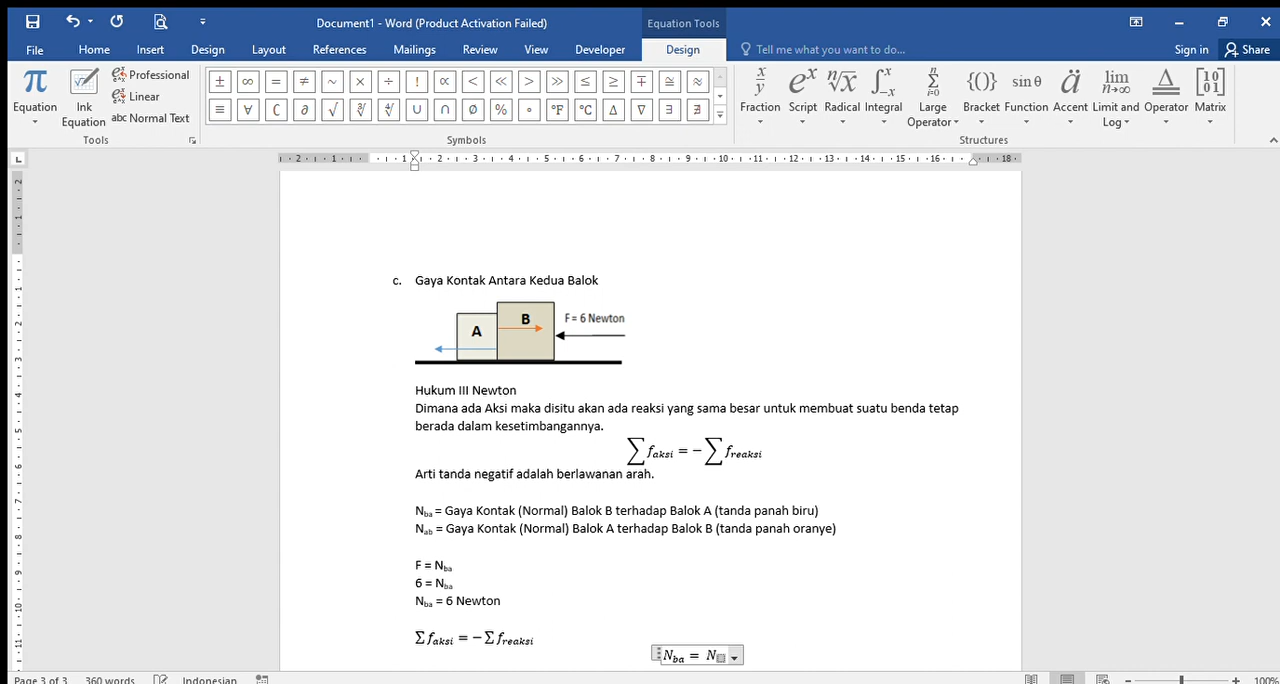 Document1 - Word (Product Activation Failed)
Equation Tools
File Home Insert Design Layout References Mailings Review View Developer Design Tell me what you want to do... Sign in Share
π Equation
Ink Equation
Professional
Linear
abc Normal Text
Tools
± ∞ = ≠ ~ × ÷ ! ∝ < ≪ > ≫ ≤ ≥ ∓ ≅ ≈
≡ ∀ ∁ ∂ √ ∛ ∜ ∪ ∩ ∅ % ° °F °C ∆ ∇ ∃ ∄
Symbols
Fraction Script Radical Integral Large Operator Bracket Function Accent Limit and Log Operator Matrix
Structures
c. Gaya Kontak Antara Kedua Balok
A B F = 6 Newton
Hukum III Newton
Dimana ada Aksi maka disitu akan ada reaksi yang sama besar untuk membuat suatu benda tetap
berada dalam kesetimbangannya.
∑ f_aksi = − ∑ f_reaksi
Arti tanda negatif adalah berlawanan arah.
N_ba = Gaya Kontak (Normal) Balok B terhadap Balok A (tanda panah biru)
N_ab = Gaya Kontak (Normal) Balok A terhadap Balok B (tanda panah oranye)
F = N_ba
6 = N_ba
N_ba = 6 Newton
∑ f_aksi = − ∑ f_reaksi
N_ba = N
Page 3 of 3 360 words Indonesian 100%